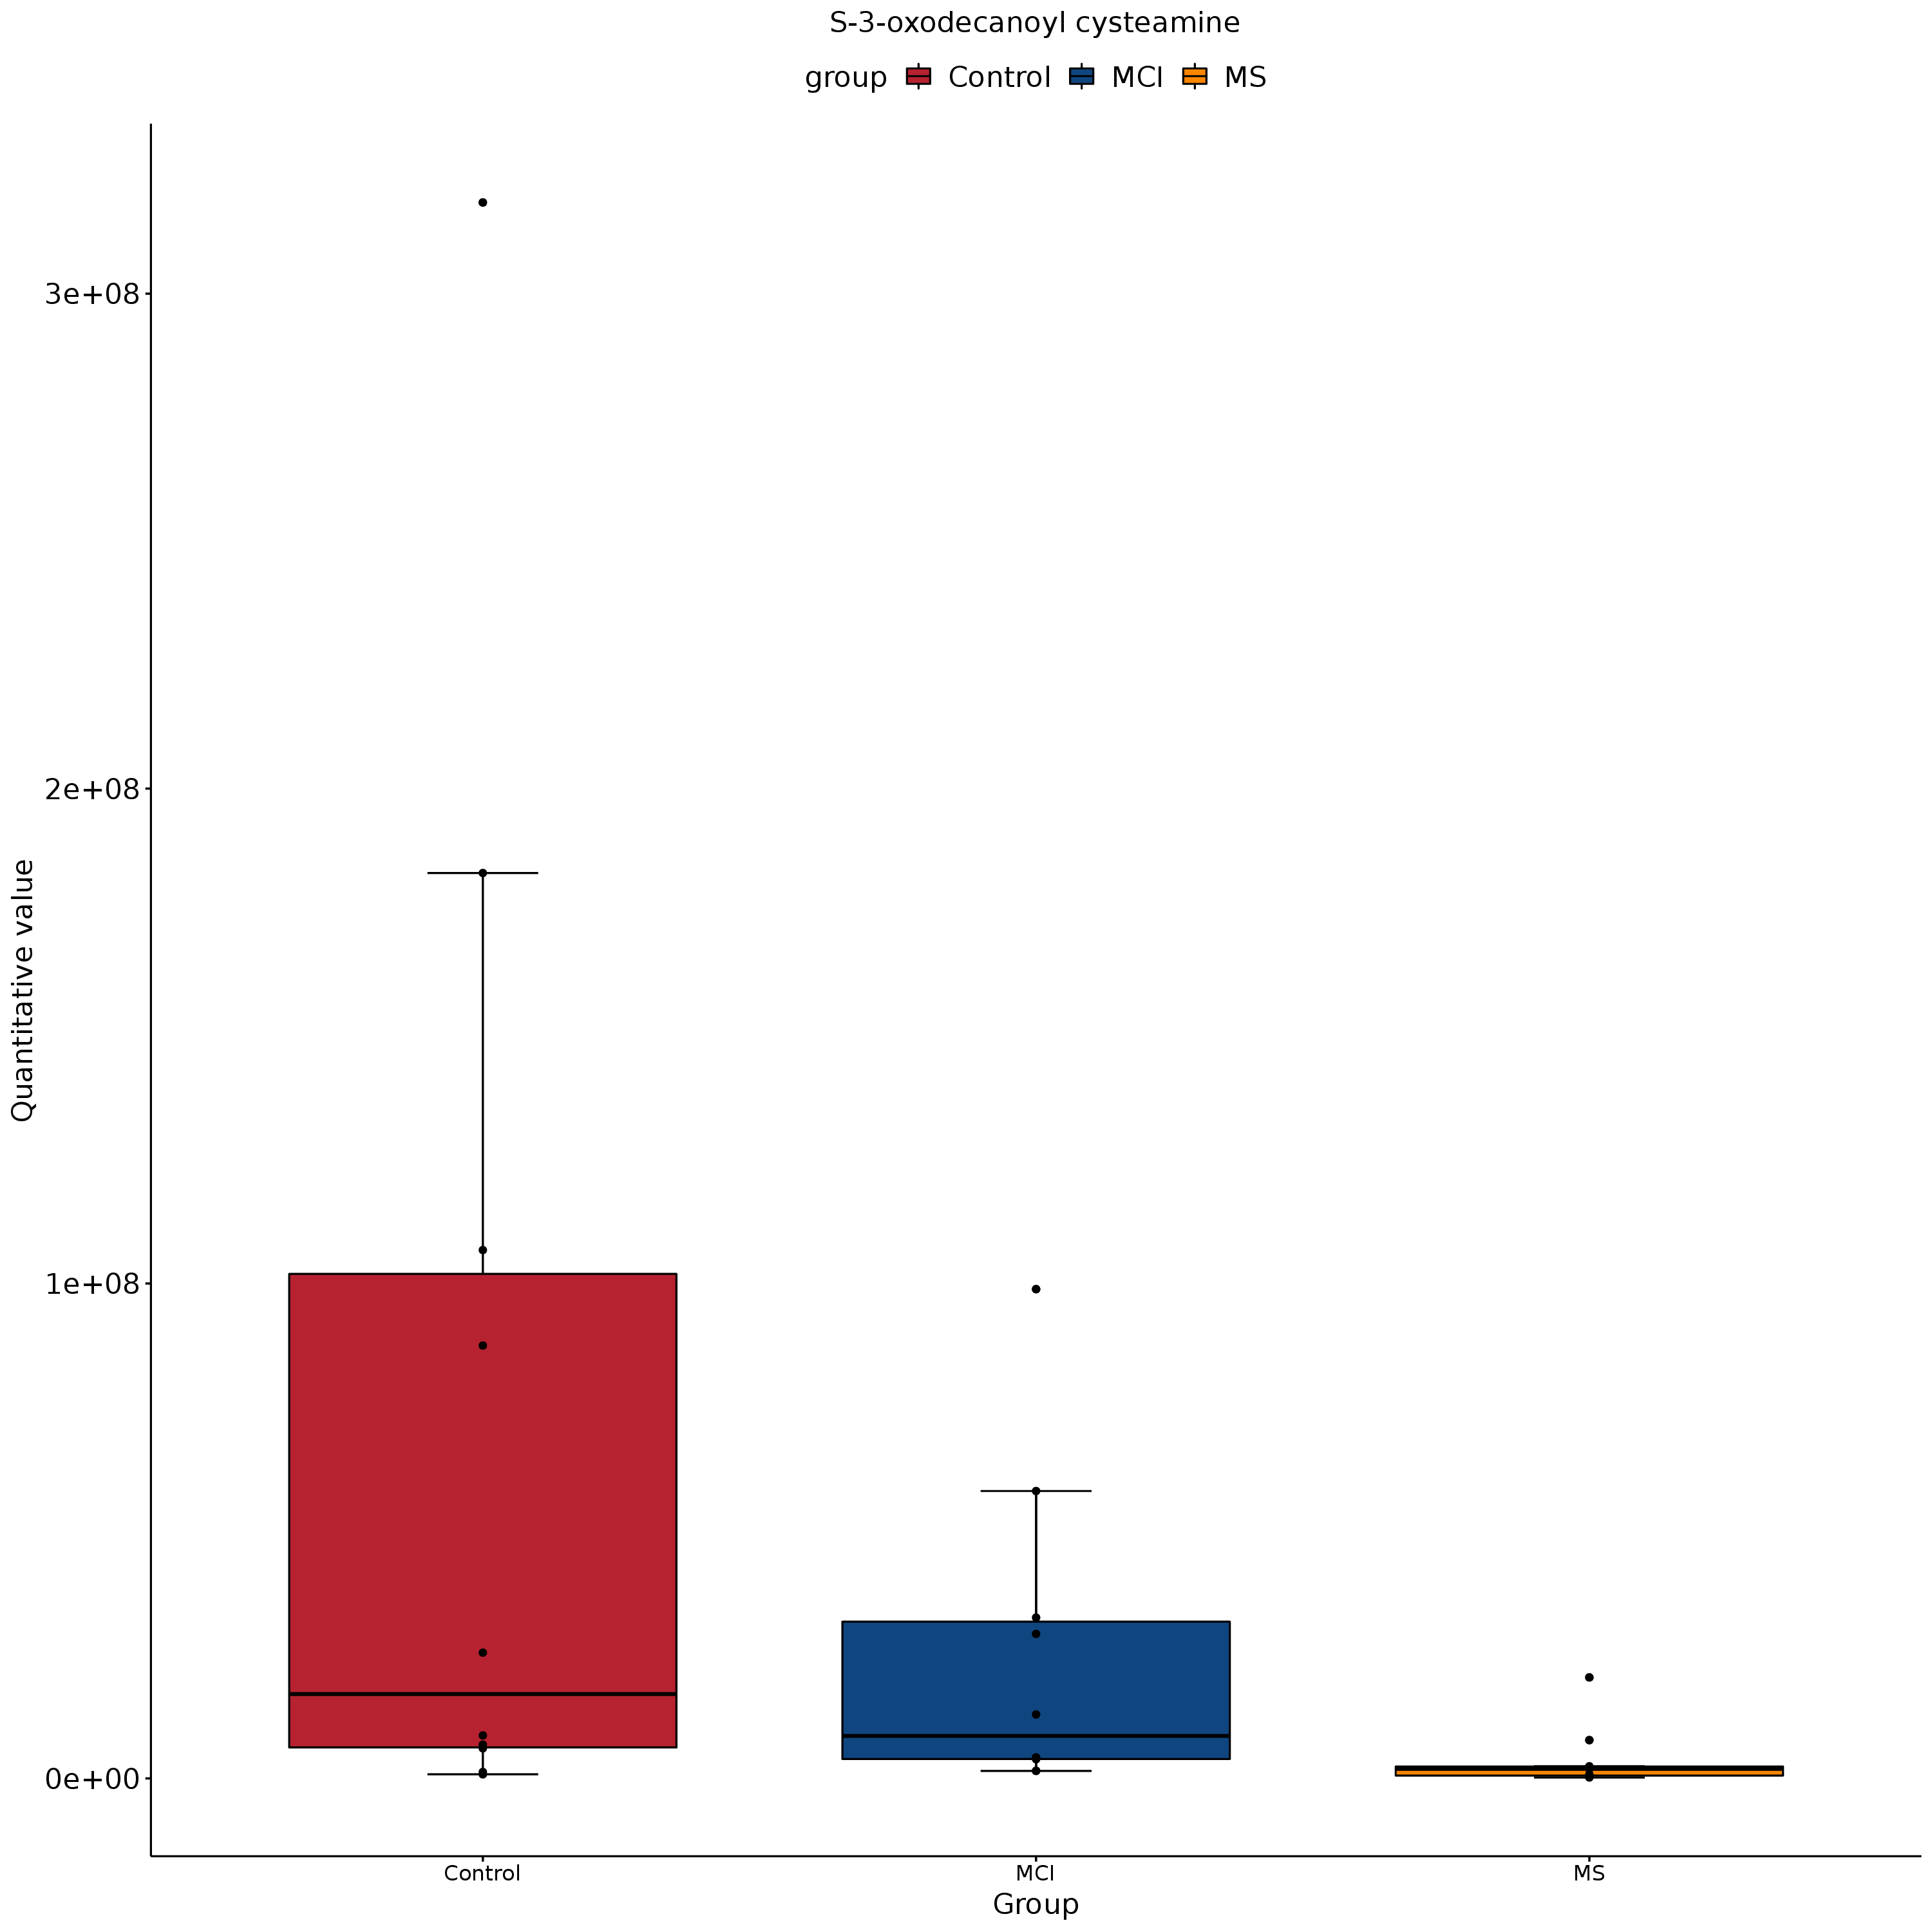 S-3-oxodecanoyl cysteamine
group Control MCI MS
3e+08
2e+08
1e+08
0e+00
Quantitative value
Control MCI MS
Group